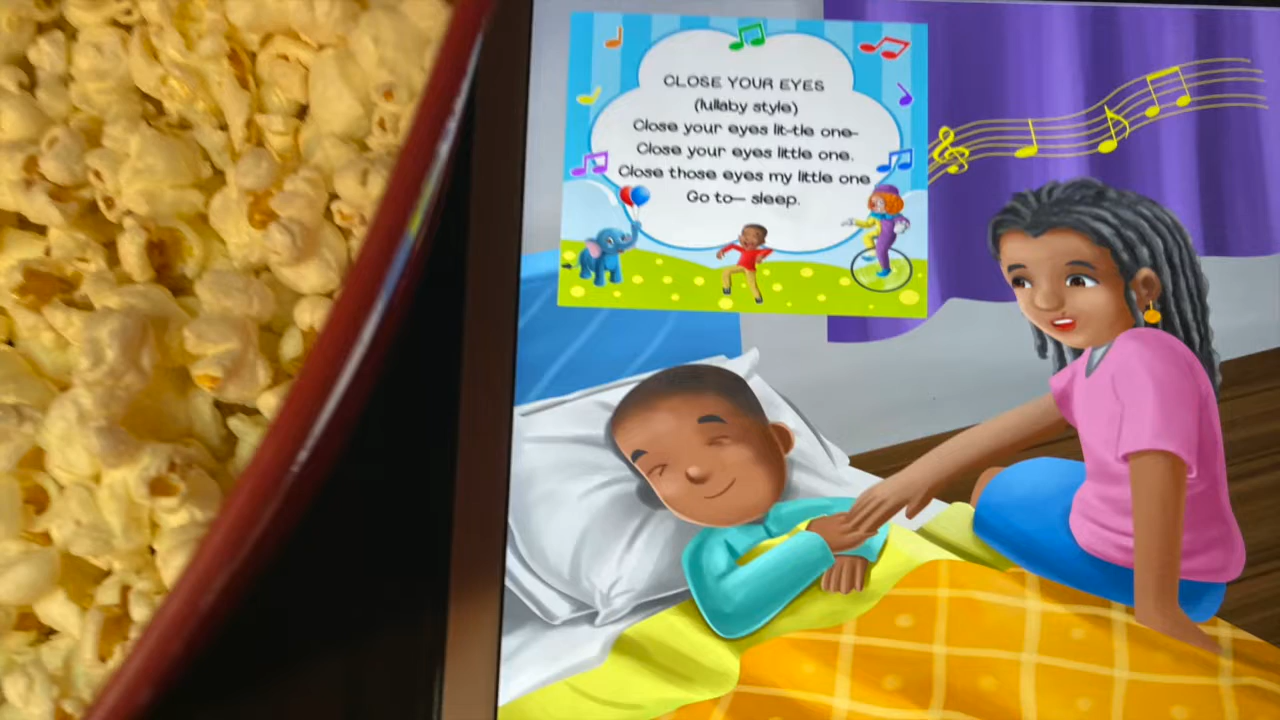 CLOSE YOUR EYES
(lullaby style)
Close your eyes lit-tle one-
Close your eyes little one.
Close those eyes my little one
Go to— sleep.